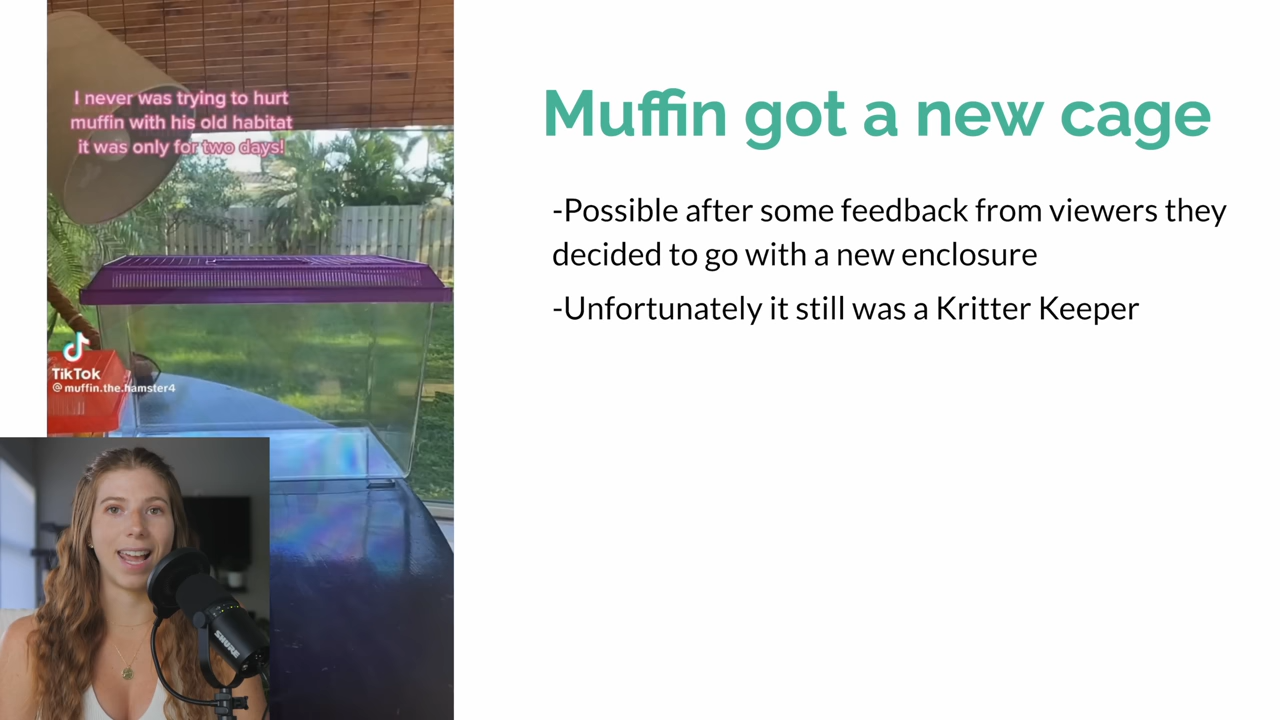 I never was trying to hurt
muffin with his old habitat
it was only for two days!
TikTok
@muffin.the.hamster4
SHURE
Muffin got a new cage
-Possible after some feedback from viewers they
decided to go with a new enclosure
-Unfortunately it still was a Kritter Keeper